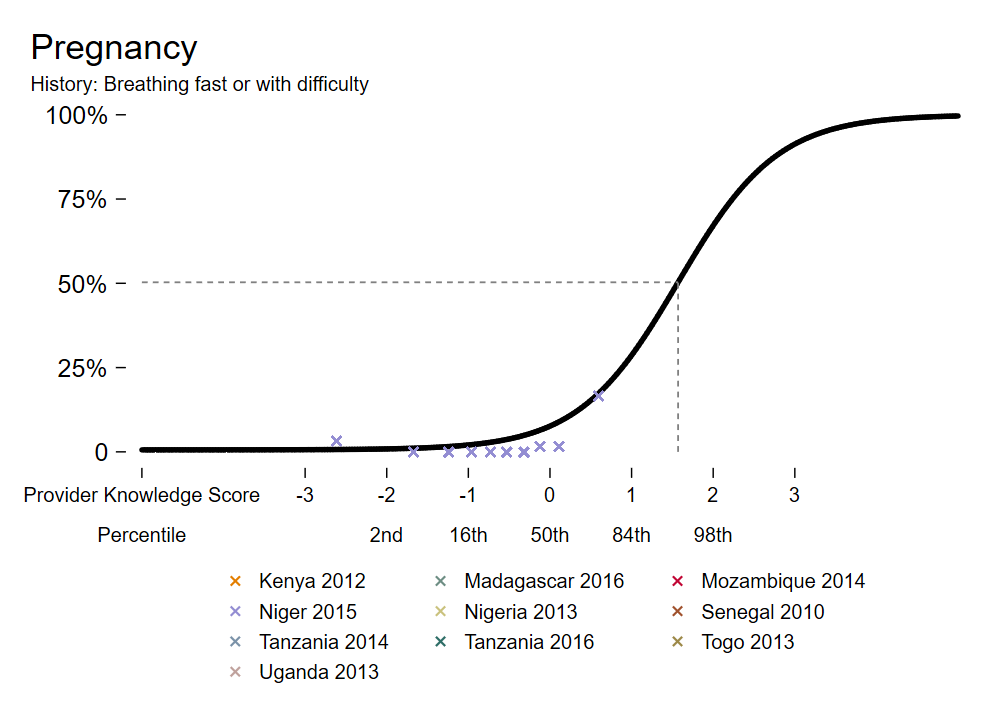 Pregnancy
History: Breathing fast or with difficulty
100%
75%
50%
25%
0
Provider Knowledge Score -3 -2 -1 0 1 2 3
Percentile 2nd 16th 50th 84th 98th
Kenya 2012 Madagascar 2016 Mozambique 2014
Niger 2015 Nigeria 2013 Senegal 2010
Tanzania 2014 Tanzania 2016 Togo 2013
Uganda 2013